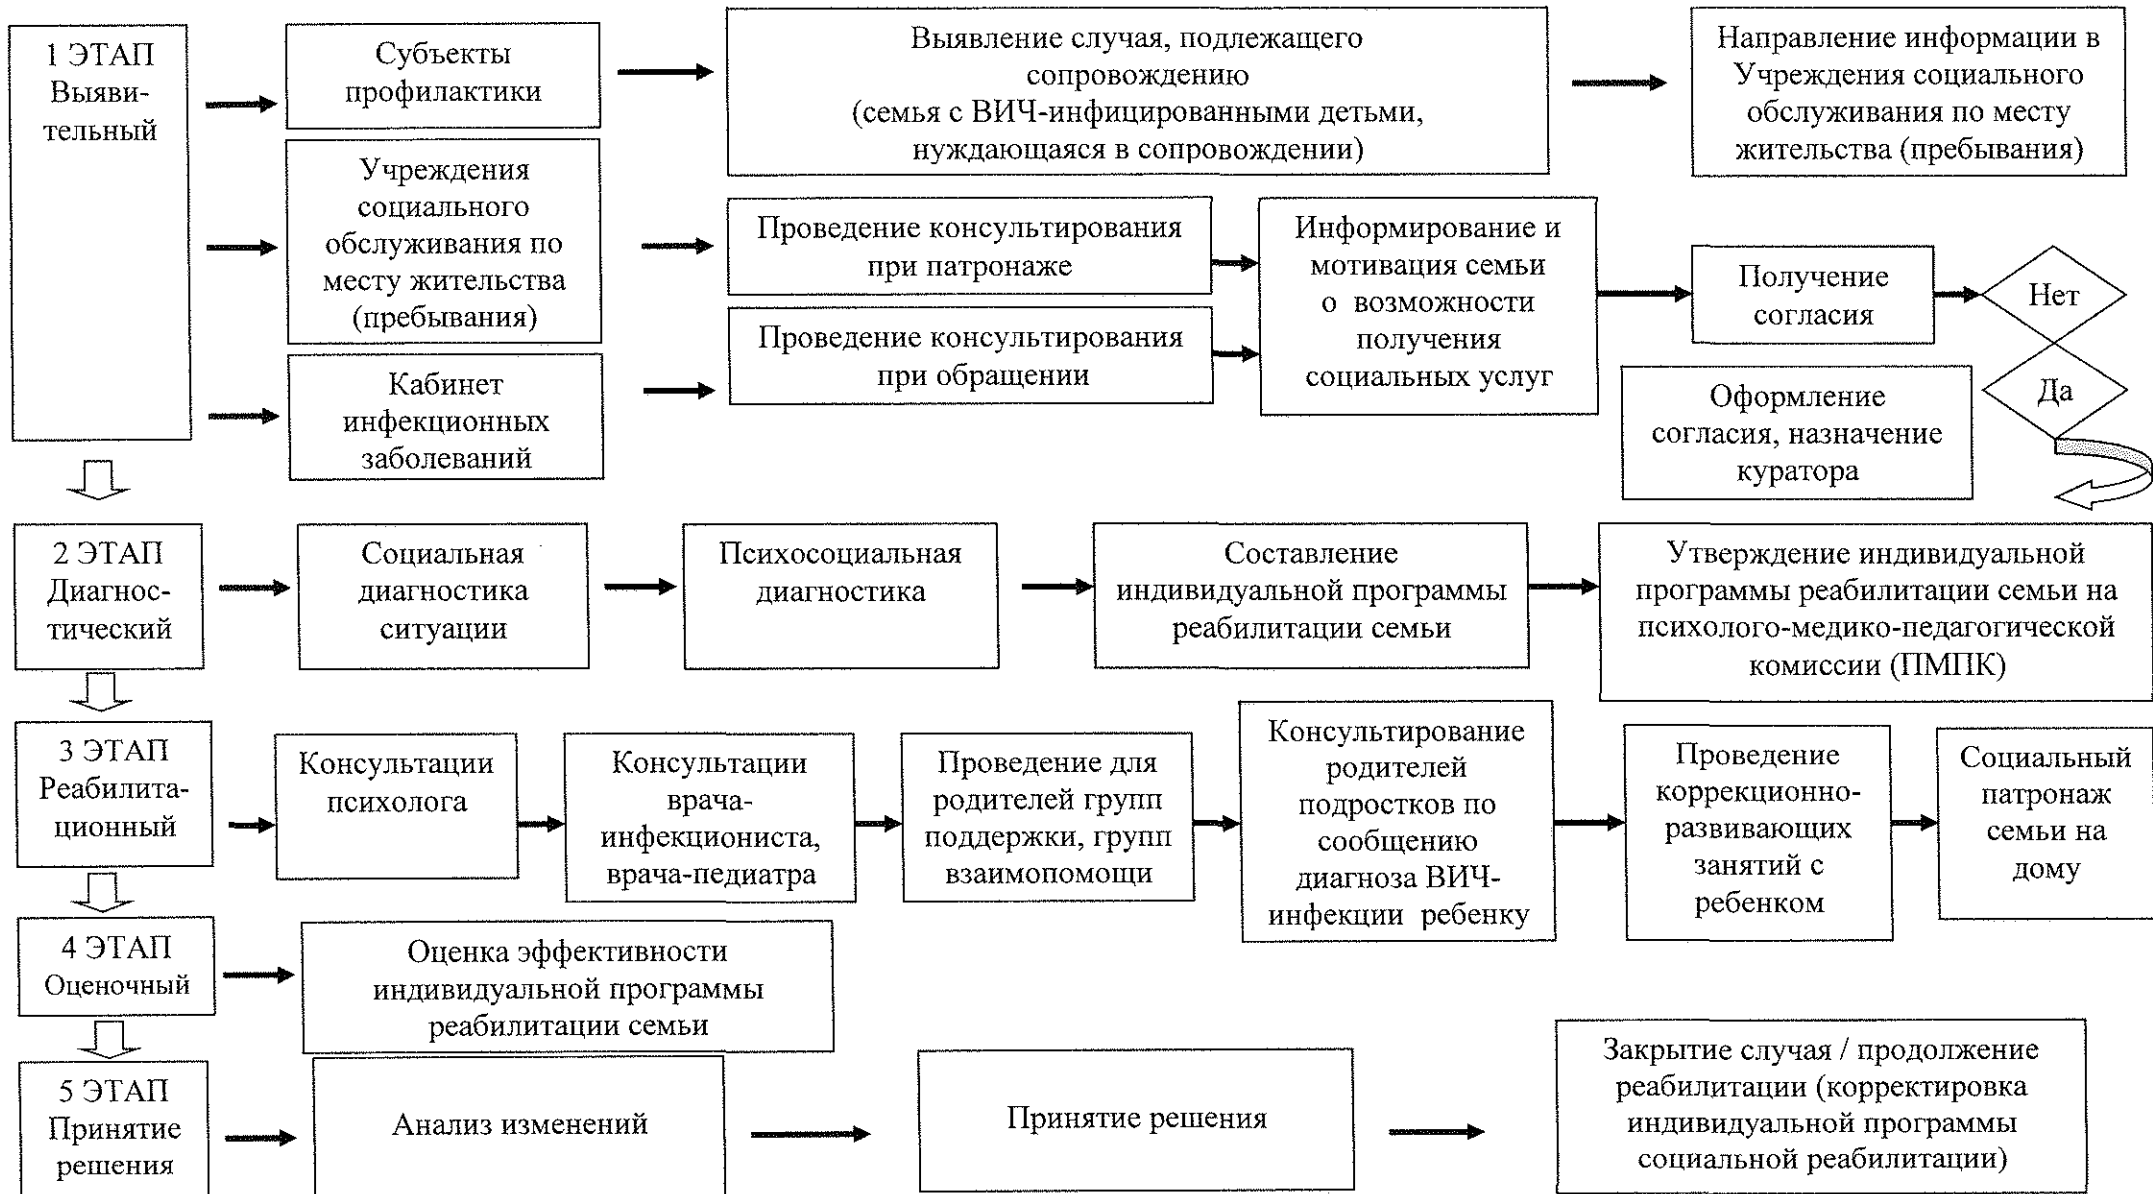 1 ЭТАП
Выяви-
тельный
Субъекты
профилактики
Выявление случая, подлежащего
сопровождению
(семья с ВИЧ-инфицированными детьми,
нуждающаяся в сопровождении)
Направление информации в
Учреждения социального
обслуживания по месту
жительства (пребывания)
Учреждения
социального
обслуживания по
месту жительства
(пребывания)
Проведение консультирования
при патронаже
Информирование и
мотивация семьи
о возможности
получения
социальных услуг
Получение
согласия
Нет
Да
Кабинет
инфекционных
заболеваний
Проведение консультирования
при обращении
Оформление
согласия, назначение
куратора
2 ЭТАП
Диагнос-
тический
Социальная
диагностика
ситуации
Психосоциальная
диагностика
Составление
индивидуальной программы
реабилитации семьи
Утверждение индивидуальной
программы реабилитации семьи на
психолого-медико-педагогической
комиссии (ПМПК)
3 ЭТАП
Реабилита-
ционный
Консультации
психолога
Консультации
врача-
инфекциониста,
врача-педиатра
Проведение для
родителей групп
поддержки, групп
взаимопомощи
Консультирование
родителей
подростков по
сообщению
диагноза ВИЧ-
инфекции ребенку
Проведение
коррекционно-
развивающих
занятий с
ребенком
Социальный
патронаж
семьи на
дому
4 ЭТАП
Оценочный
Оценка эффективности
индивидуальной программы
реабилитации семьи
5 ЭТАП
Принятие
решения
Анализ изменений
Принятие решения
Закрытие случая / продолжение
реабилитации (корректировка
индивидуальной программы
социальной реабилитации)